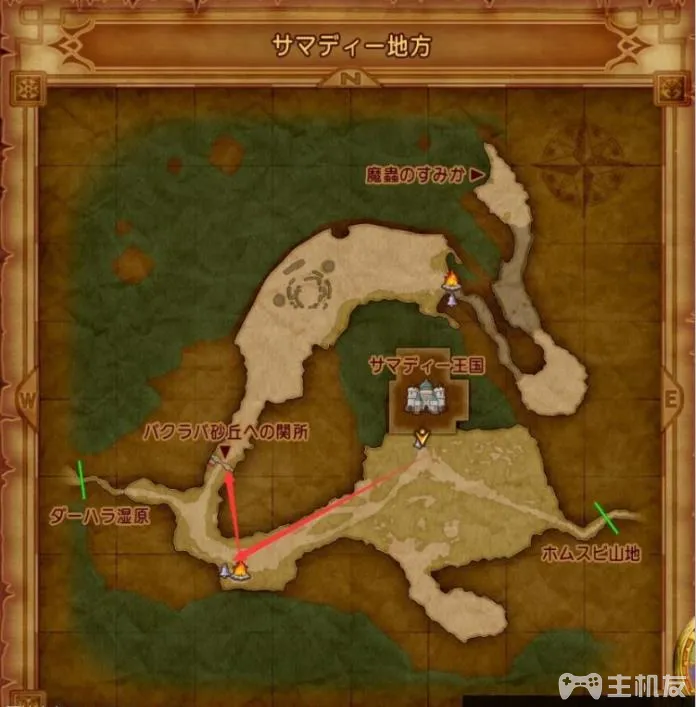 サマディー地方
N
魔蟲のすみか
サマディー王国
W
E
バクラバ砂丘への関所
ダーハラ湿原
ホムスビ山地
主机友